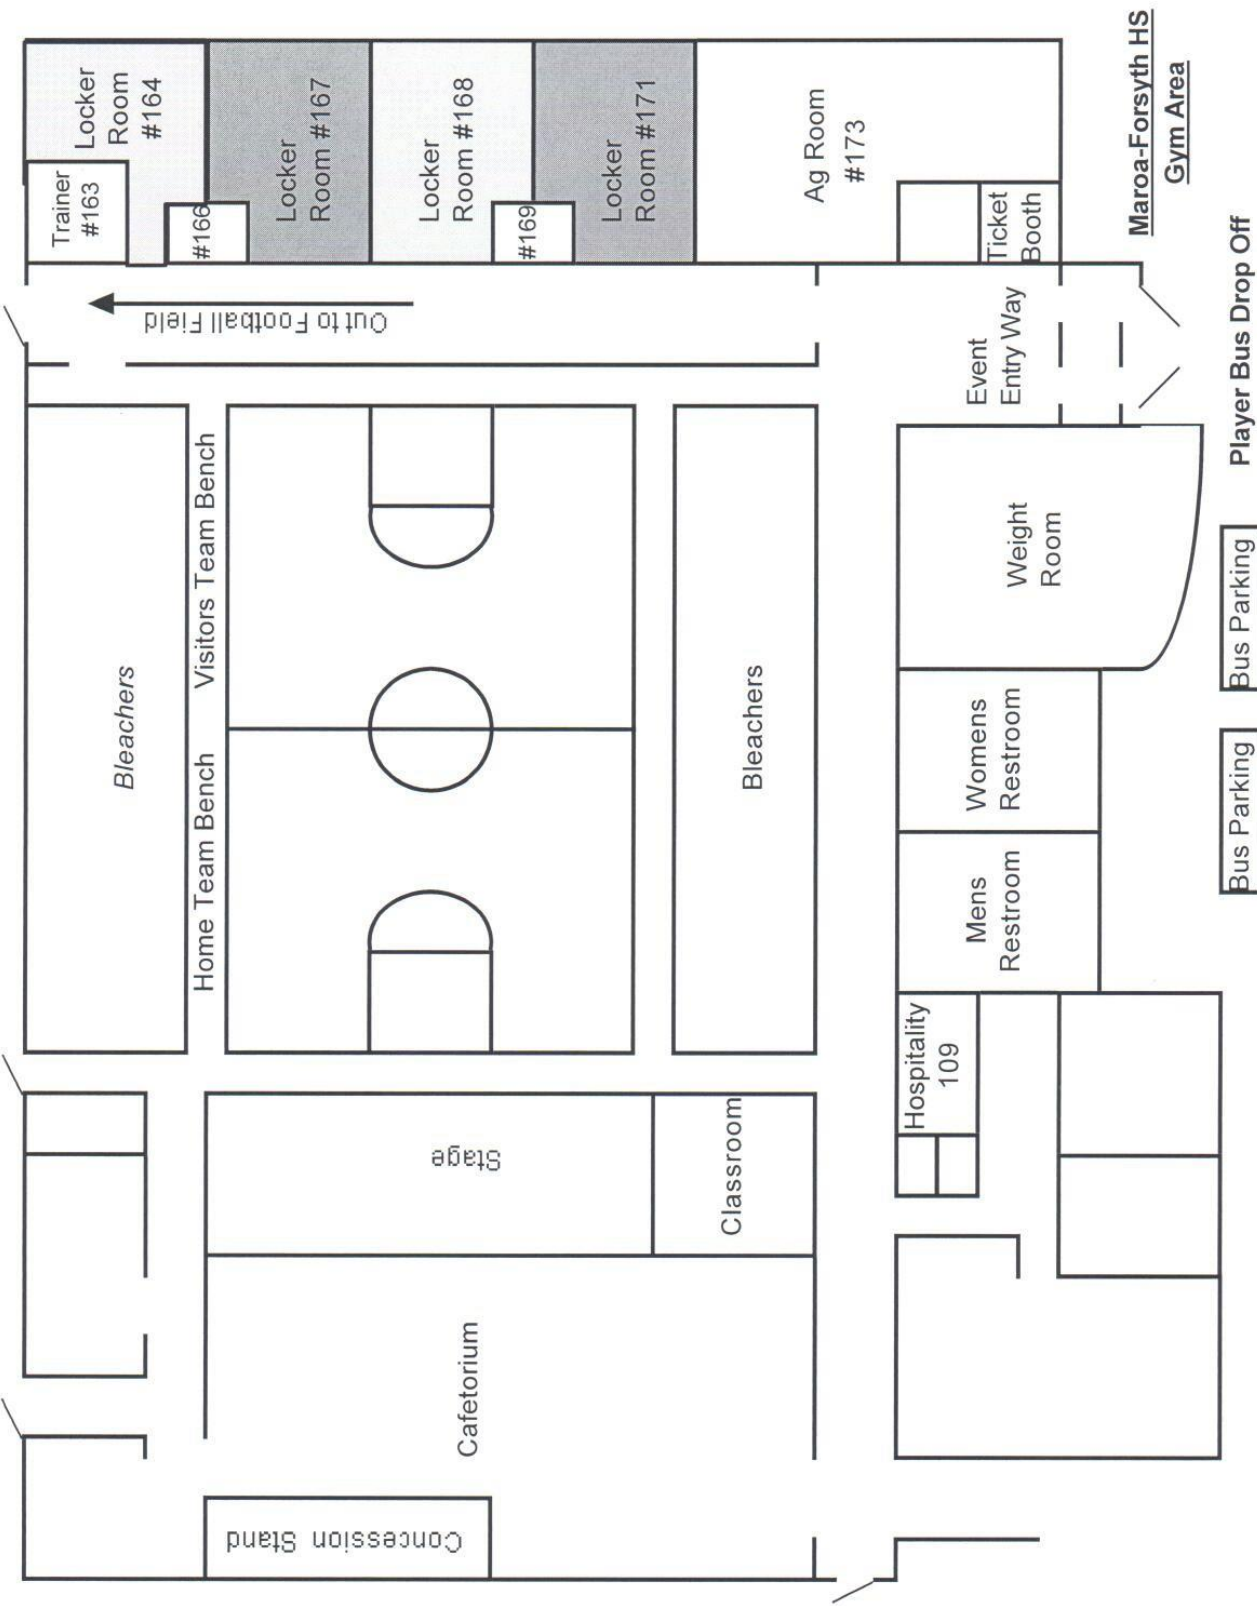 Bleachers
Trainer
#163
Locker
Room
#164
Home Team Bench
Visitors Team Bench
Out to Football Field
#166
Locker
Room #167
Concession Stand
Cafetorium
Stage
Locker
Room #168
#169
Locker
Room #171
Classroom
Bleachers
Ag Room
#173
Hospitality
109
Mens
Restroom
Womens
Restroom
Weight
Room
Event
Entry Way
Ticket
Booth
Maroa-Forsyth HS
Gym Area
Bus Parking
Bus Parking
Player Bus Drop Off